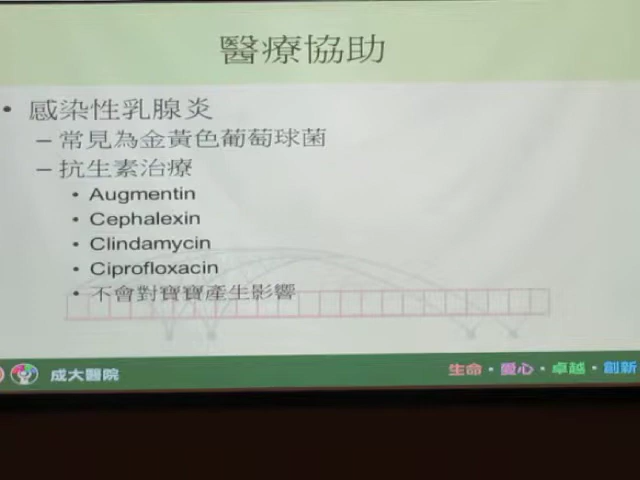 醫療協助
• 感染性乳腺炎
– 常見為金黃色葡萄球菌
– 抗生素治療
• Augmentin
• Cephalexin
• Clindamycin
• Ciprofloxacin
• 不會對寶寶產生影響
成大醫院
生命・愛心・卓越・創新